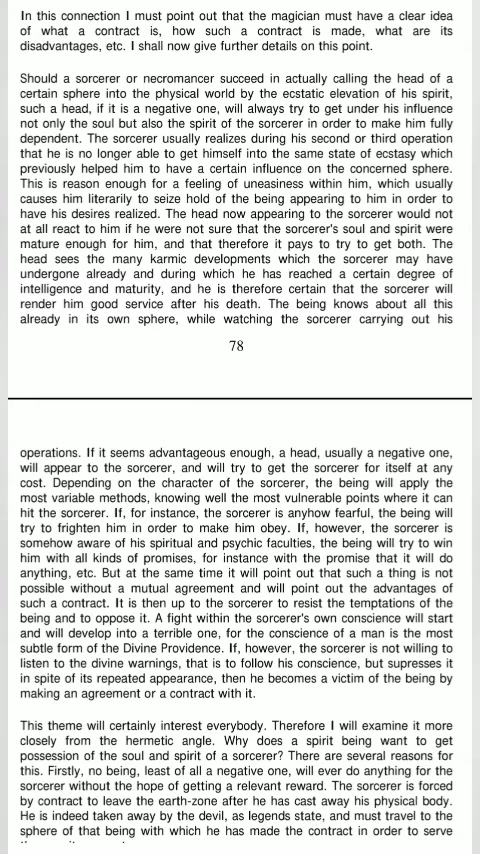 In this connection I must point out that the magician must have a clear idea
of what a contract is, how such a contract is made, what are its
disadvantages, etc. I shall now give further details on this point.
Should a sorcerer or necromancer succeed in actually calling the head of a
certain sphere into the physical world by the ecstatic elevation of his spirit,
such a head, if it is a negative one, will always try to get under his influence
not only the soul but also the spirit of the sorcerer in order to make him fully
dependent. The sorcerer usually realizes during his second or third operation
that he is no longer able to get himself into the same state of ecstasy which
previously helped him to have a certain influence on the concerned sphere.
This is reason enough for a feeling of uneasiness within him, which usually
causes him literarily to seize hold of the being appearing to him in order to
have his desires realized. The head now appearing to the sorcerer would not
at all react to him if he were not sure that the sorcerer's soul and spirit were
mature enough for him, and that therefore it pays to try to get both. The
head sees the many karmic developments which the sorcerer may have
undergone already and during which he has reached a certain degree of
intelligence and maturity, and he is therefore certain that the sorcerer will
render him good service after his death. The being knows about all this
already in its own sphere, while watching the sorcerer carrying out his
78
operations. If it seems advantageous enough, a head, usually a negative one,
will appear to the sorcerer, and will try to get the sorcerer for itself at any
cost. Depending on the character of the sorcerer, the being will apply the
most variable methods, knowing well the most vulnerable points where it can
hit the sorcerer. If, for instance, the sorcerer is anyhow fearful, the being will
try to frighten him in order to make him obey. If, however, the sorcerer is
somehow aware of his spiritual and psychic faculties, the being will try to win
him with all kinds of promises, for instance with the promise that it will do
anything, etc. But at the same time it will point out that such a thing is not
possible without a mutual agreement and will point out the advantages of
such a contract. It is then up to the sorcerer to resist the temptations of the
being and to oppose it. A fight within the sorcerer's own conscience will start
and will develop into a terrible one, for the conscience of a man is the most
subtle form of the Divine Providence. If, however, the sorcerer is not willing to
listen to the divine warnings, that is to follow his conscience, but supresses it
in spite of its repeated appearance, then he becomes a victim of the being by
making an agreement or a contract with it.
This theme will certainly interest everybody. Therefore I will examine it more
closely from the hermetic angle. Why does a spirit being want to get
possession of the soul and spirit of a sorcerer? There are several reasons for
this. Firstly, no being, least of all a negative one, will ever do anything for the
sorcerer without the hope of getting a relevant reward. The sorcerer is forced
by contract to leave the earth-zone after he has cast away his physical body.
He is indeed taken away by the devil, as legends state, and must travel to the
sphere of that being with which he has made the contract in order to serve